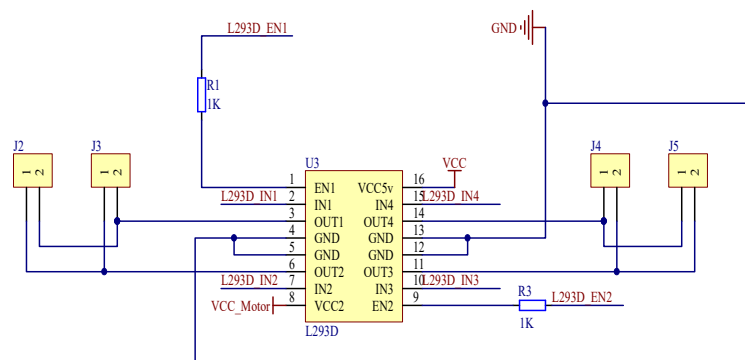 L293D_EN1
GND
R1
1K
J2
J3
J4
J5
1 2
1 2
1 2
1 2
U3
VCC
1 EN1 VCC5v 16
L293D_IN1 2 IN1 IN4 15 L293D_IN4
3 OUT1 OUT4 14
4 GND GND 13
5 GND GND 12
6 OUT2 OUT3 11
L293D_IN2 7 IN2 IN3 10 L293D_IN3
VCC_Motor 8 VCC2 EN2 9
R3
L293D_EN2
1K
L293D